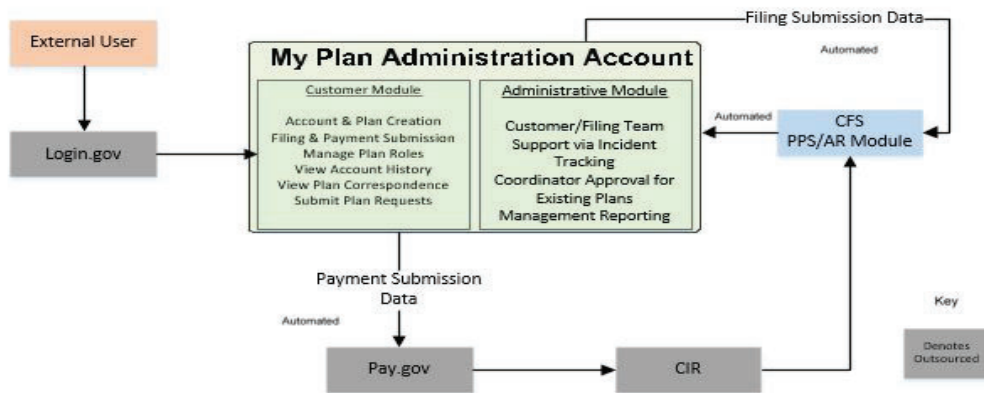 Filing Submission Data
External User
Automated
My Plan Administration Account
Customer Module
Account & Plan Creation
Filing & Payment Submission
Manage Plan Roles
View Account History
View Plan Correspondence
Submit Plan Requests
Administrative Module
Customer/Filing Team
Support via Incident
Tracking
Coordinator Approval for
Existing Plans
Management Reporting
Automated
CFS
PPS/AR Module
Login.gov
Payment Submission
Data
Automated
Pay.gov
CIR
Key
Denotes
Outsourced